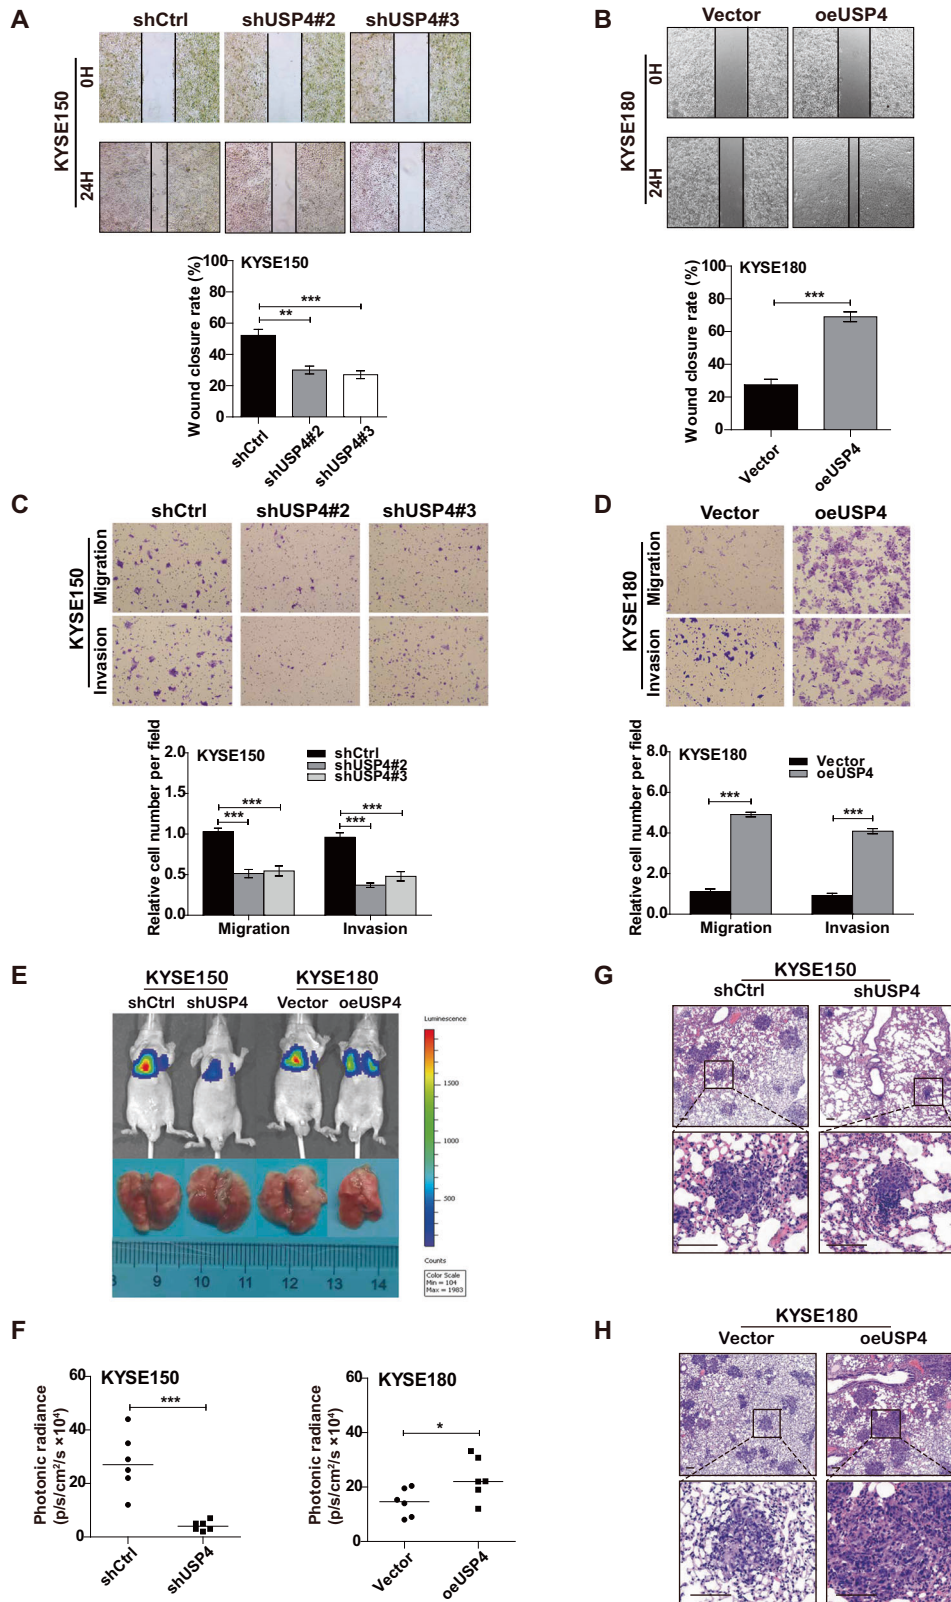 A
shCtrl
shUSP4#2
shUSP4#3
KYSE150
0H
24H
Wound closure rate (%)
KYSE150
100
80
60
40
20
0
***
**
shCtrl
shUSP4#2
shUSP4#3
B
Vector
oeUSP4
KYSE180
0H
24H
Wound closure rate (%)
KYSE180
100
80
60
40
20
0
***
Vector
oeUSP4
C
shCtrl
shUSP4#2
shUSP4#3
KYSE150
Migration
Invasion
Relative cell number per field
KYSE150
2.0
1.5
1.0
0.5
0.0
shCtrl
shUSP4#2
shUSP4#3
***
***
***
***
Migration
Invasion
D
Vector
oeUSP4
KYSE180
Migration
Invasion
Relative cell number per field
KYSE180
8.0
6.0
4.0
2.0
0.0
Vector
oeUSP4
***
***
Migration
Invasion
E
KYSE150
KYSE180
shCtrl
shUSP4
Vector
oeUSP4
Luminescence
1500
1000
500
Counts
Color Scale
Min = 104
Max = 1983
8 9 10 11 12 13 14
F
Photonic radiance
(p/s/cm²/s ×10⁴)
KYSE150
60
40
20
0
***
shCtrl
shUSP4
Photonic radiance
(p/s/cm²/s ×10⁴)
KYSE180
60
40
20
0
*
Vector
oeUSP4
G
KYSE150
shCtrl
shUSP4
H
KYSE180
Vector
oeUSP4